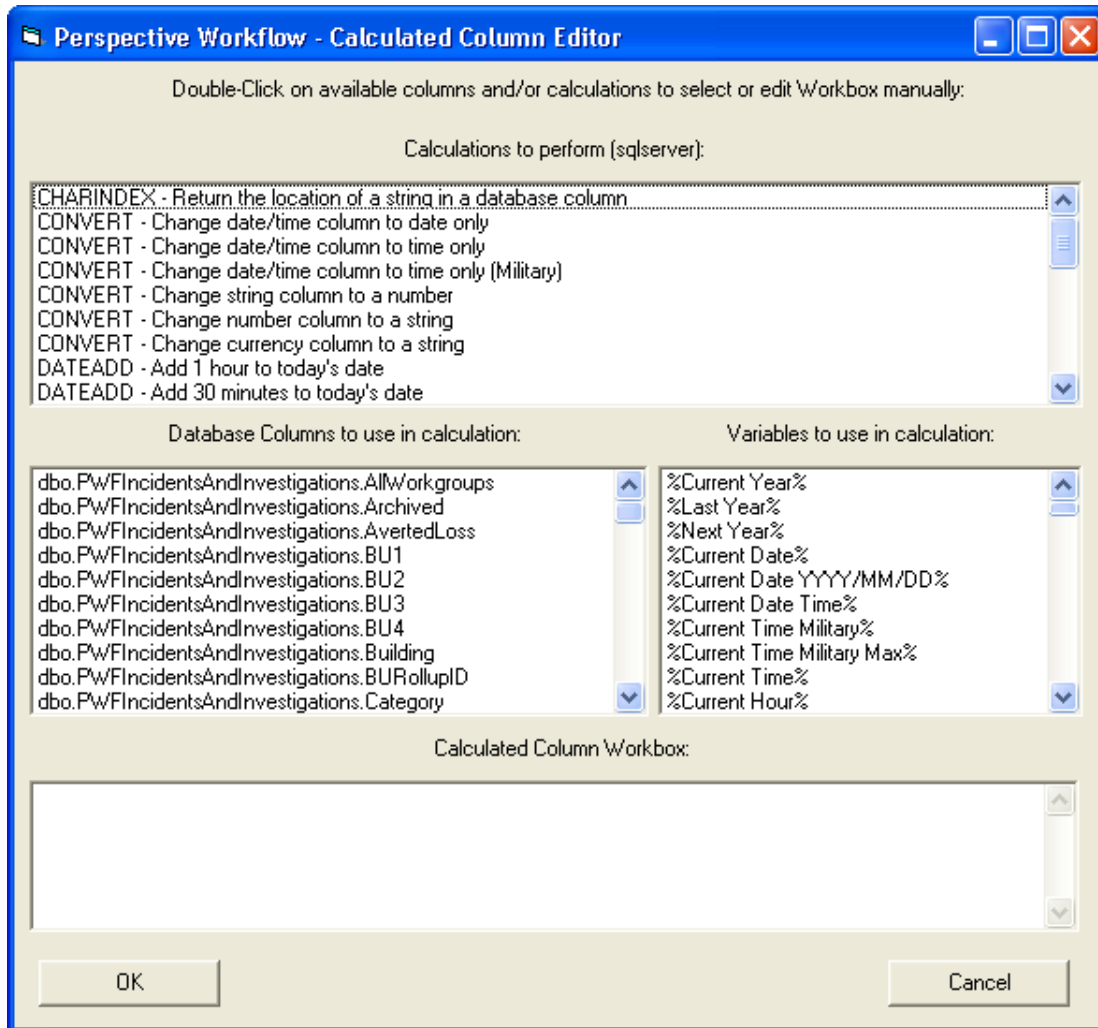 Perspective Workflow - Calculated Column Editor
Double-Click on available columns and/or calculations to select or edit Workbox manually:
Calculations to perform (sqlserver):
CHARINDEX - Return the location of a string in a database column
CONVERT - Change date/time column to date only
CONVERT - Change date/time column to time only
CONVERT - Change date/time column to time only (Military)
CONVERT - Change string column to a number
CONVERT - Change number column to a string
CONVERT - Change currency column to a string
DATEADD - Add 1 hour to today's date
DATEADD - Add 30 minutes to today's date
Database Columns to use in calculation:
dbo.PWFIncidentsAndInvestigations.AllWorkgroups
dbo.PWFIncidentsAndInvestigations.Archived
dbo.PWFIncidentsAndInvestigations.AvertedLoss
dbo.PWFIncidentsAndInvestigations.BU1
dbo.PWFIncidentsAndInvestigations.BU2
dbo.PWFIncidentsAndInvestigations.BU3
dbo.PWFIncidentsAndInvestigations.BU4
dbo.PWFIncidentsAndInvestigations.Building
dbo.PWFIncidentsAndInvestigations.BURollupID
dbo.PWFIncidentsAndInvestigations.Category
Variables to use in calculation:
%Current Year%
%Last Year%
%Next Year%
%Current Date%
%Current Date YYYY/MM/DD%
%Current Date Time%
%Current Time Military%
%Current Time Military Max%
%Current Time%
%Current Hour%
Calculated Column Workbox:
OK
Cancel